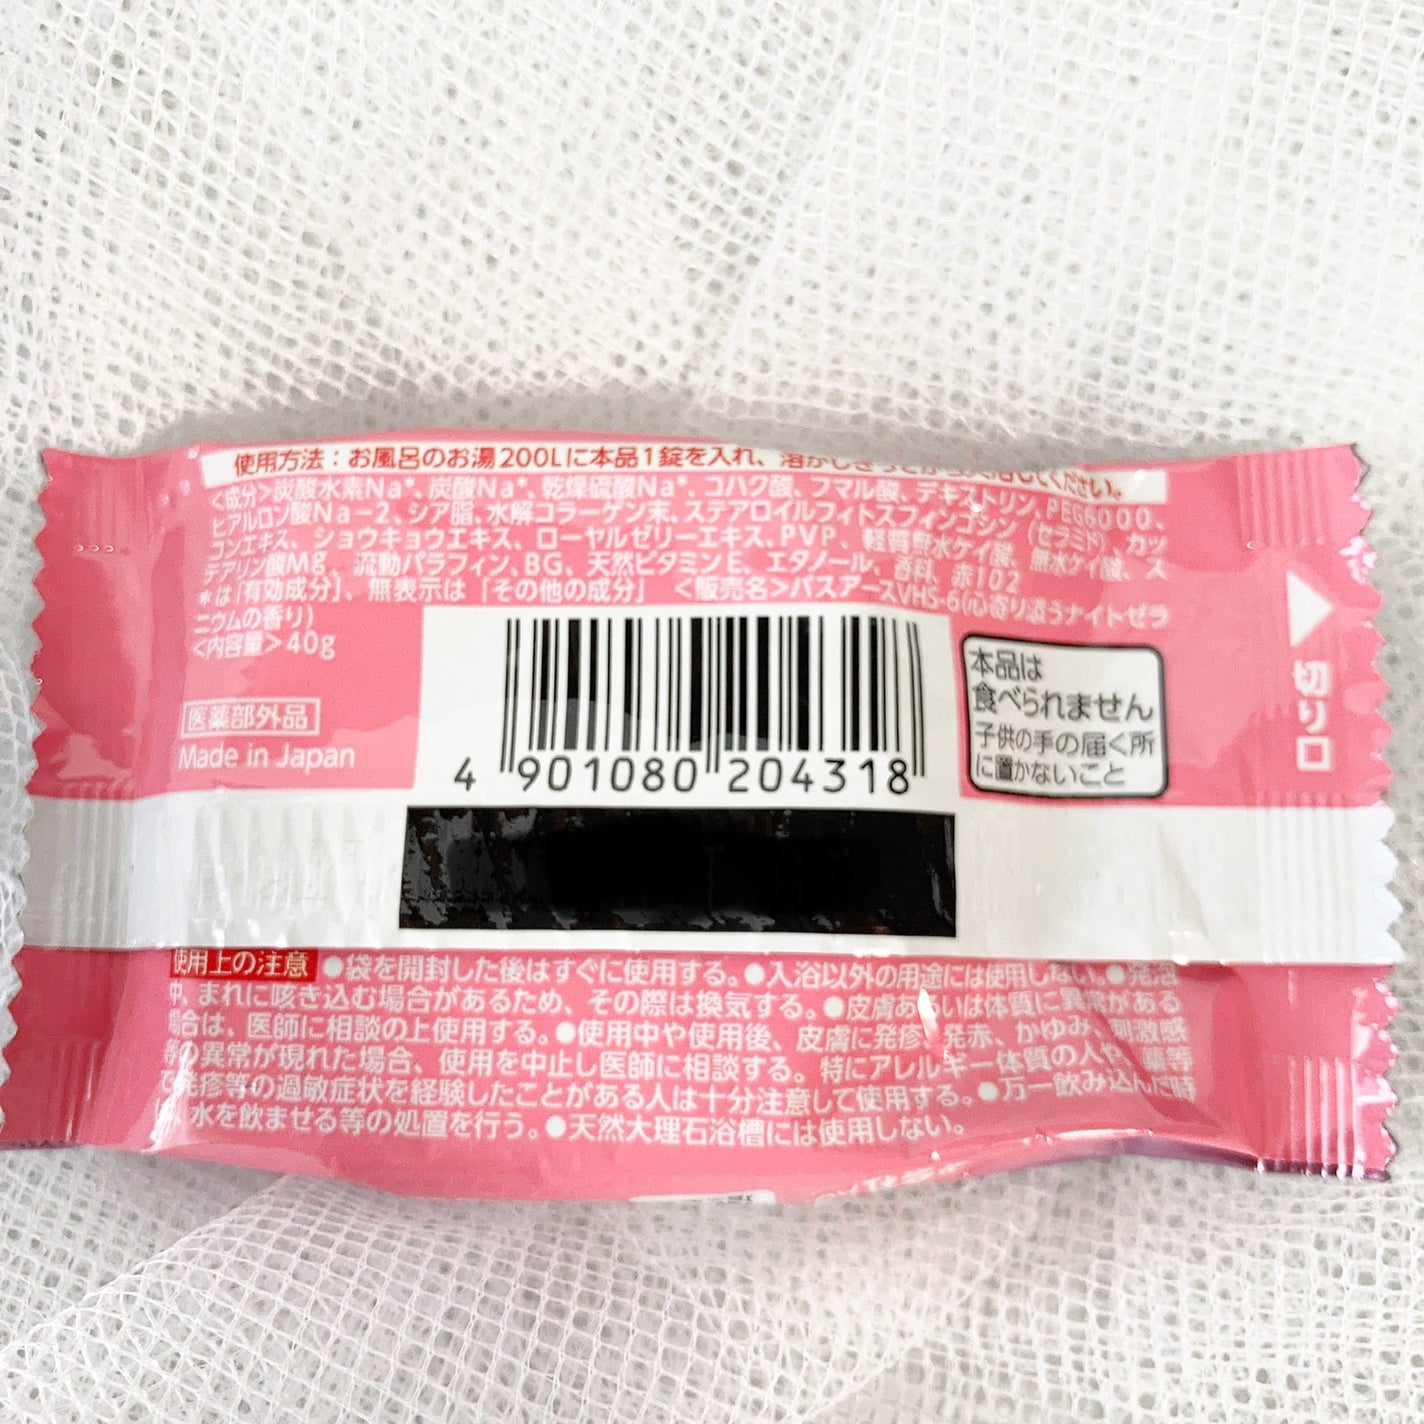 使用方法：お風呂のお湯200Lに本品1錠を入れ、溶かしきってから入浴してください。
<成分>炭酸水素Na*、炭酸Na*、乾燥硫酸Na*、コハク酸、フマル酸、デキストリン、PEG6000、
ヒアルロン酸Na－2、シア脂、水解コラーゲン末、ステアロイルフィトスフィンゴシン（セラミド）、カッ
コンエキス、ショウキョウエキス、ローヤルゼリーエキス、PVP、軽質無水ケイ酸、無水ケイ酸、ス
テアリン酸Mg、流動パラフィン、BG、天然ビタミンE、エタノール、香料、赤102
*は「有効成分」、無表示は「その他の成分」 <販売名>バスアースVHS-6(心寄り添うナイトゼラ
ニウムの香り)
<内容量>40g
医薬部外品
Made in Japan
4 901080 204318
本品は
食べられません
子供の手の届く所
に置かないこと
切り口
使用上の注意 ●袋を開封した後はすぐに使用する。●入浴以外の用途には使用しない。●発泡
中、まれに咳き込む場合があるため、その際は換気する。●皮膚あるいは体質に異常がある
場合は、医師に相談の上使用する。●使用中や使用後、皮膚に発疹、発赤、かゆみ、刺激感
等の異常が現れた場合、使用を中止し医師に相談する。特にアレルギー体質の人や、薬等
で発疹等の過敏症状を経験したことがある人は十分注意して使用する。●万一飲み込んだ時
水を飲ませる等の処置を行う。●天然大理石浴槽には使用しない。